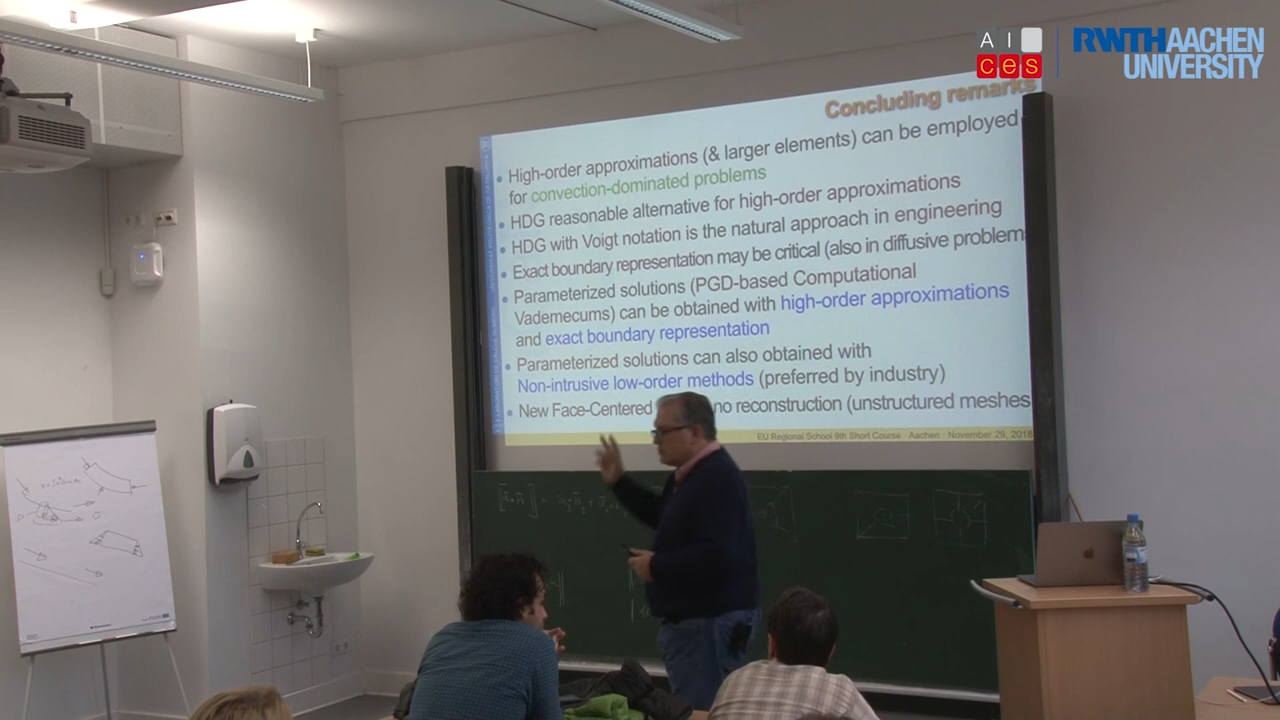 AI
ces
RWTHAACHEN
UNIVERSITY
Concluding remarks
• High-order approximations (& larger elements) can be employed
for convection-dominated problems
• HDG reasonable alternative for high-order approximations
• HDG with Voigt notation is the natural approach in engineering
• Exact boundary representation may be critical (also in diffusive problem
• Parameterized solutions (PGD-based Computational
Vademecums) can be obtained with high-order approximations
and exact boundary representation
• Parameterized solutions can also obtained with
Non-intrusive low-order methods (preferred by industry)
• New Face-Centered no reconstruction (unstructured meshes
EU Regional School 9th Short Course · Aachen · November 29, 2018